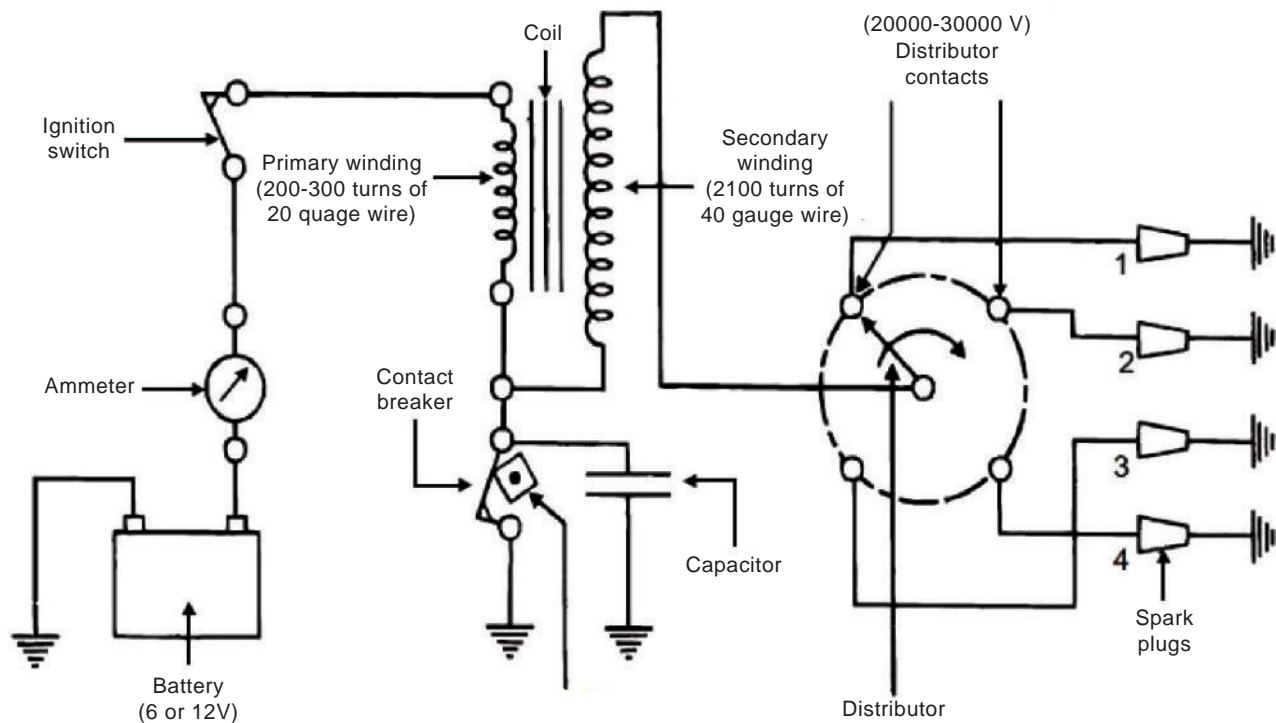 Coil
(20000-30000 V)
Distributor
contacts
Ignition
switch
Primary winding
(200-300 turns of
20 quage wire)
Secondary
winding
(2100 turns of
40 gauge wire)
1
2
Ammeter
Contact
breaker
3
4
Capacitor
Spark
plugs
Battery
(6 or 12V)
Distributor